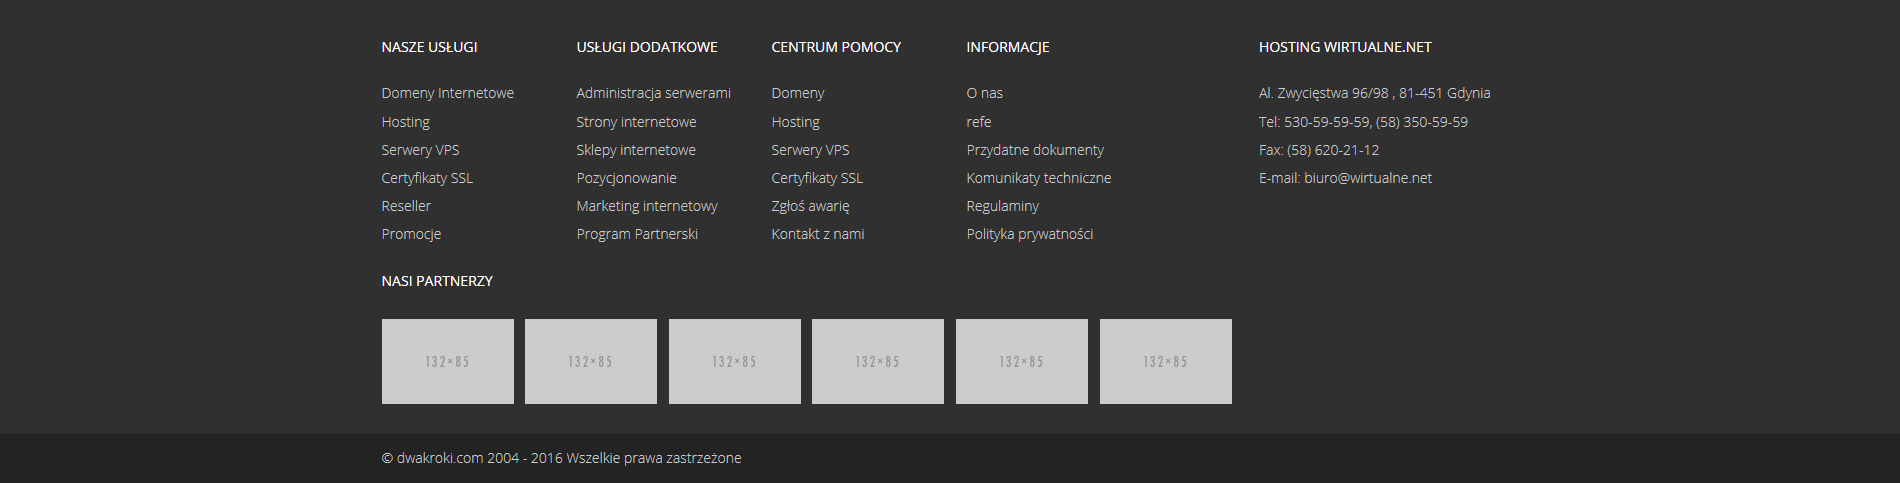 NASZE USŁUGI
Domeny Internetowe
Hosting
Serwery VPS
Certyfikaty SSL
Reseller
Promocje
USŁUGI DODATKOWE
Administracja serwerami
Strony internetowe
Sklepy internetowe
Pozycjonowanie
Marketing internetowy
Program Partnerski
CENTRUM POMOCY
Domeny
Hosting
Serwery VPS
Certyfikaty SSL
Zgłoś awarię
Kontakt z nami
INFORMACJE
O nas
refe
Przydatne dokumenty
Komunikaty techniczne
Regulaminy
Polityka prywatności
HOSTING WIRTUALNE.NET
Al. Zwycięstwa 96/98 , 81-451 Gdynia
Tel: 530-59-59-59, (58) 350-59-59
Fax: (58) 620-21-12
E-mail: biuro@wirtualne.net
NASI PARTNERZY
132×85
132×85
132×85
132×85
132×85
132×85
© dwakroki.com 2004 - 2016 Wszelkie prawa zastrzeżone